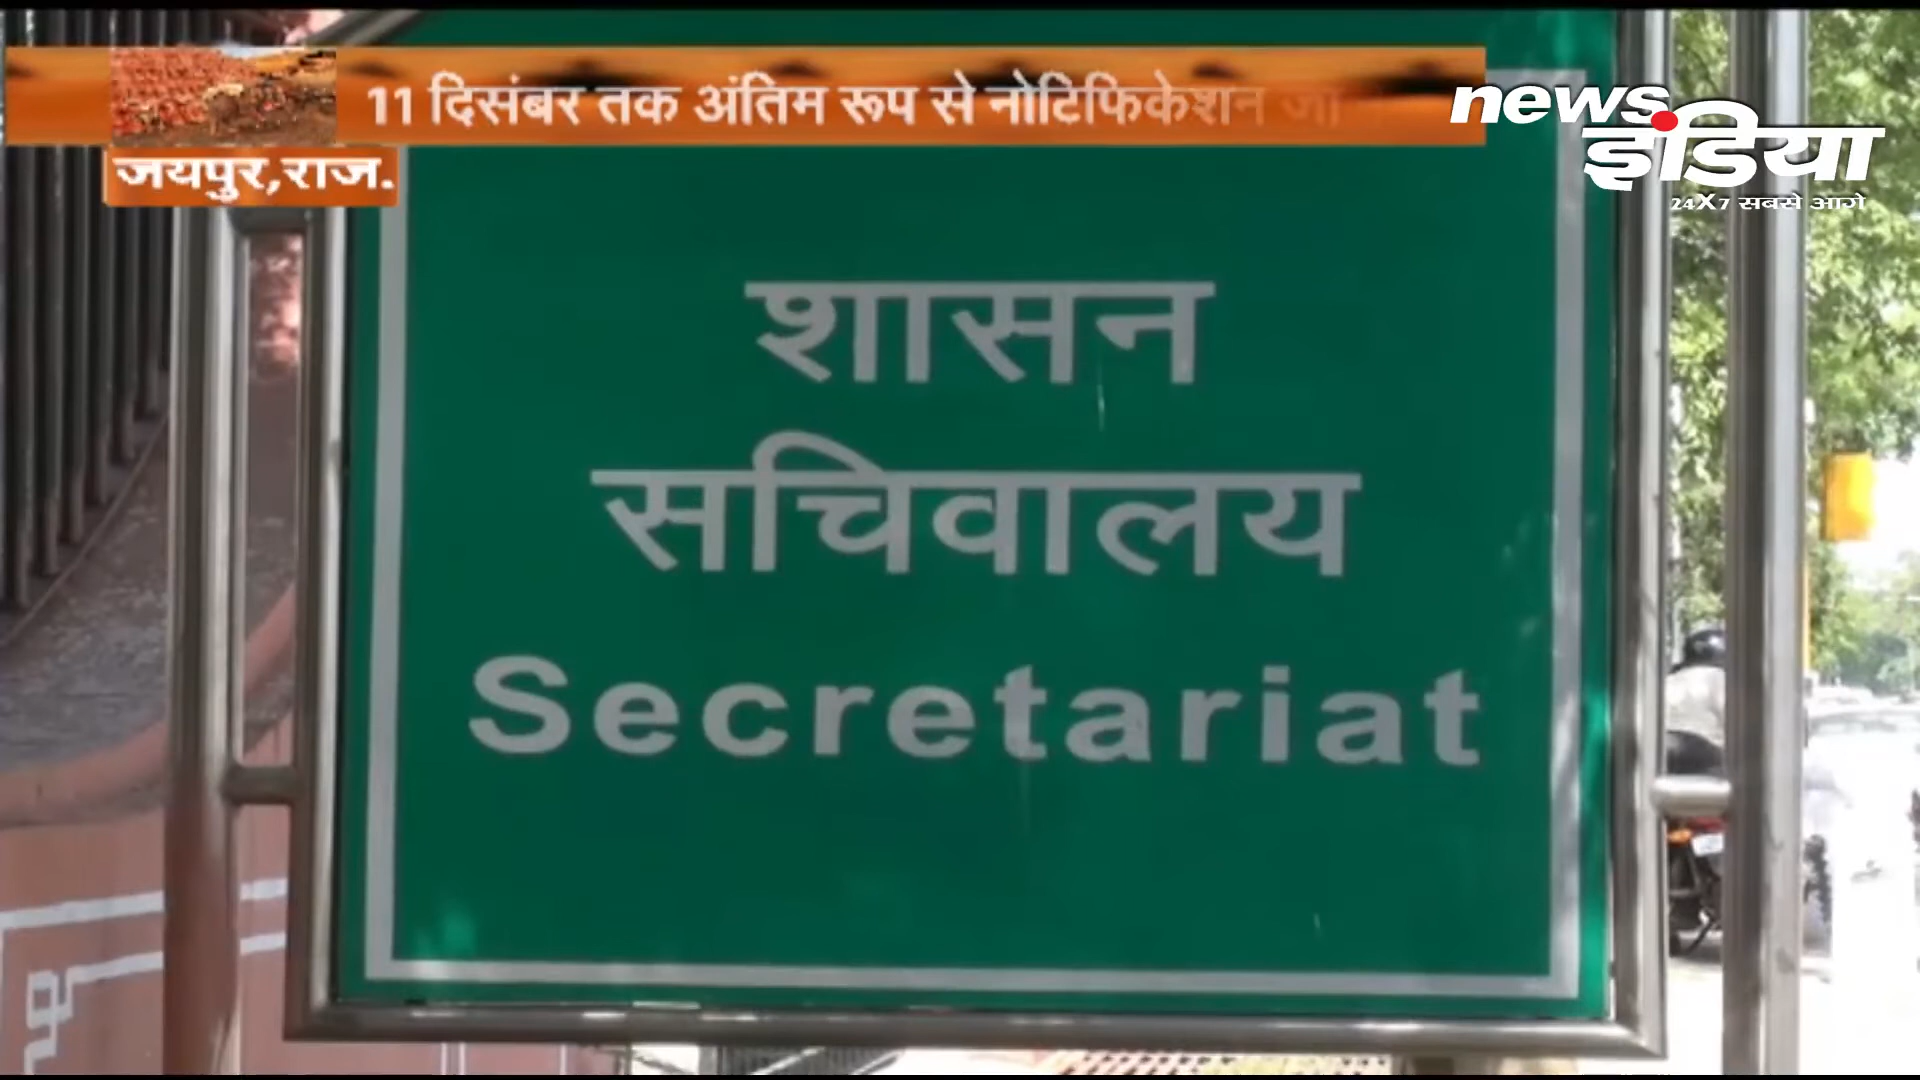 11 दिसंबर तक अंतिम रूप से नोटिफिकेशन
जयपुर,राज.
news
इंडिया
24X7 सबसे आगे
शासन
सचिवालय
Secretariat